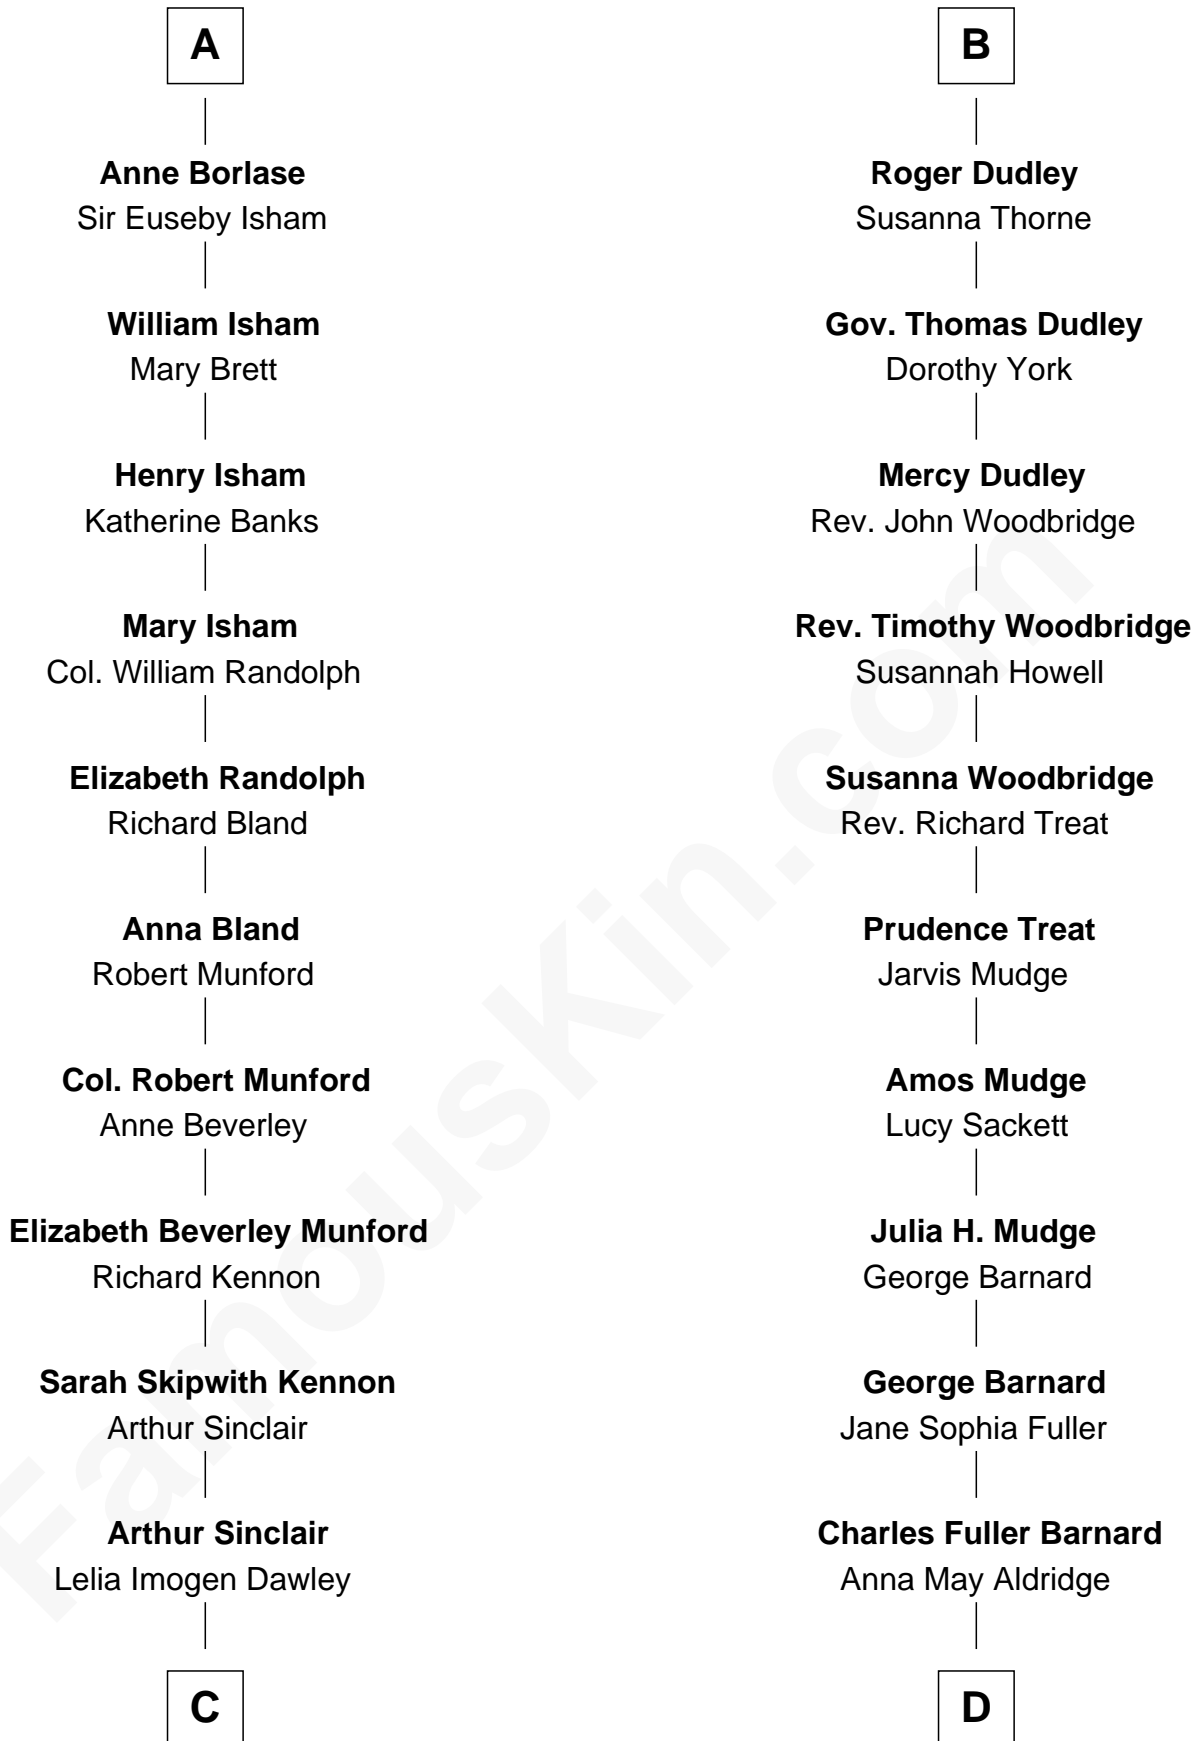 A
Anne Borlase
Sir Euseby Isham
William Isham
Mary Brett
Henry Isham
Katherine Banks
Mary Isham
Col. William Randolph
Elizabeth Randolph
Richard Bland
Anna Bland
Robert Munford
Col. Robert Munford
Anne Beverley
Elizabeth Beverley Munford
Richard Kennon
Sarah Skipwith Kennon
Arthur Sinclair
Arthur Sinclair
Lelia Imogen Dawley
C
B
Roger Dudley
Susanna Thorne
Gov. Thomas Dudley
Dorothy York
Mercy Dudley
Rev. John Woodbridge
Rev. Timothy Woodbridge
Susannah Howell
Susanna Woodbridge
Rev. Richard Treat
Prudence Treat
Jarvis Mudge
Amos Mudge
Lucy Sackett
Julia H. Mudge
George Barnard
George Barnard
Jane Sophia Fuller
Charles Fuller Barnard
Anna May Aldridge
D
FamousKin.com